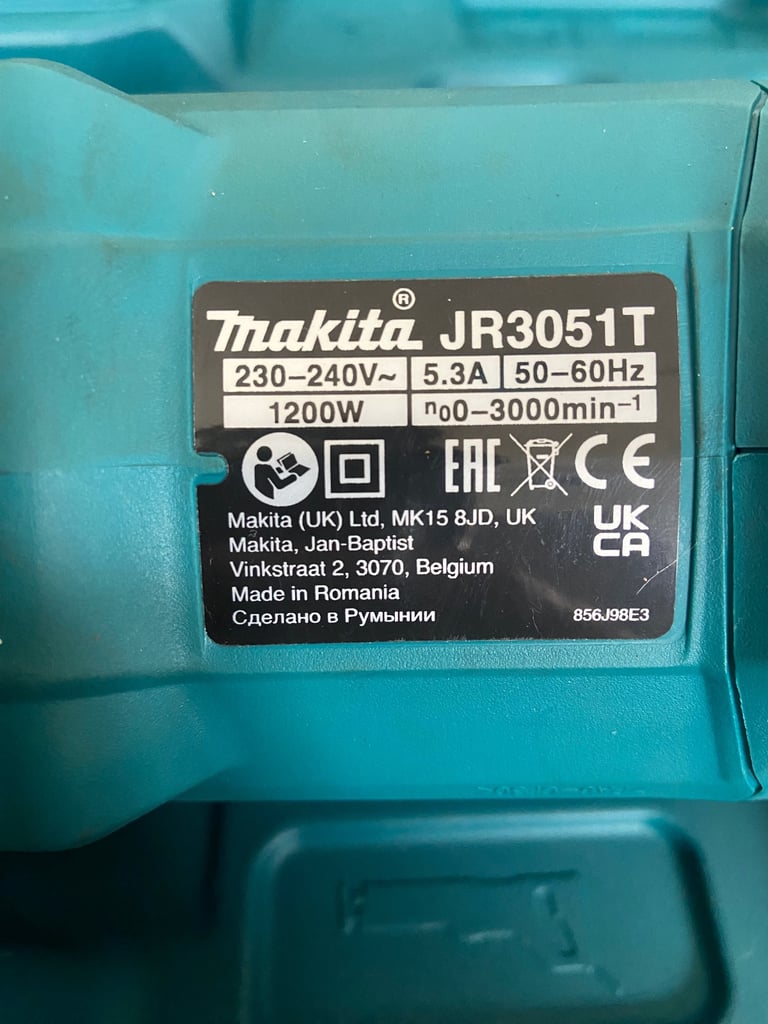 makita® JR3051T
230–240V~ 5.3A 50–60Hz
1200W n₀0–3000min⁻¹
EAC CE
Makita (UK) Ltd, MK15 8JD, UK
UK
CA
Makita, Jan-Baptist
Vinkstraat 2, 3070, Belgium
Made in Romania
Сделано в Румынии 856J98E3